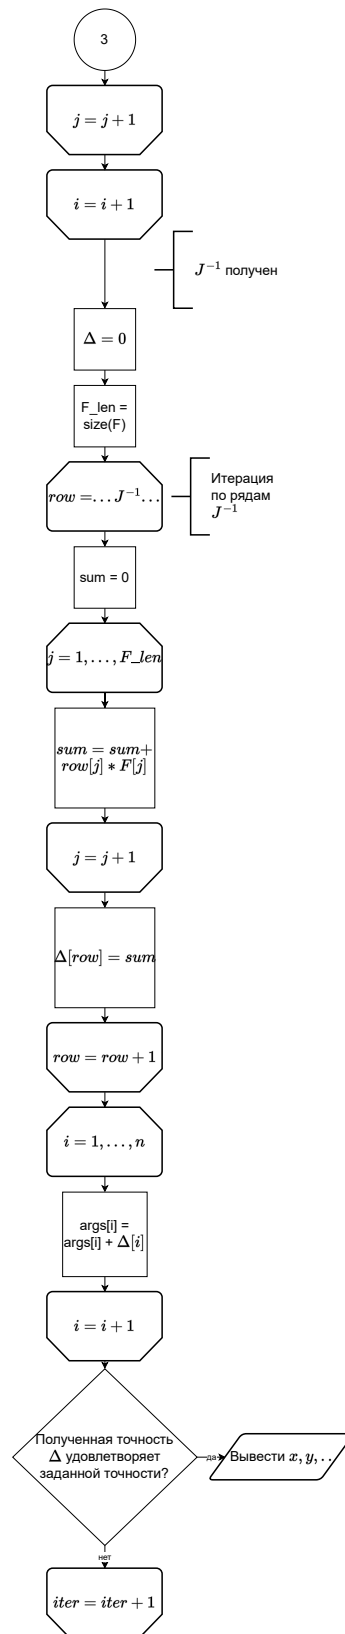 3
j = j + 1
i = i + 1
J⁻¹ получен
Δ = 0
F_len =
size(F)
row = ... J⁻¹ ...
Итерация
по рядам
J⁻¹
sum = 0
j = 1, ..., F_len
sum = sum+
row[j] * F[j]
j = j + 1
Δ[row] = sum
row = row + 1
i = 1, ..., n
args[i] =
args[i] + Δ[i]
i = i + 1
Полученная точность
Δ удовлетворяет
заданной точности?
да
Вывести x, y, ..
нет
iter = iter + 1